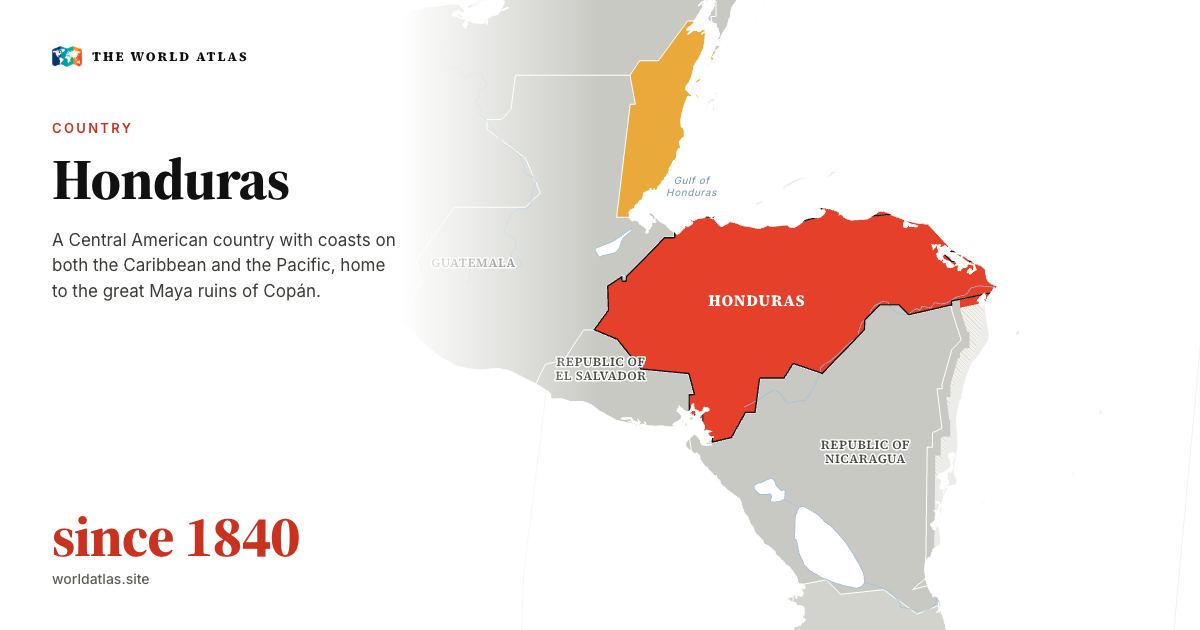 THE WORLD ATLAS
COUNTRY
Honduras
A Central American country with coasts on
both the Caribbean and the Pacific, home
to the great Maya ruins of Copán.
since 1840
worldatlas.site
Gulf of
Honduras
GUATEMALA
HONDURAS
REPUBLIC OF
EL SALVADOR
REPUBLIC OF
NICARAGUA